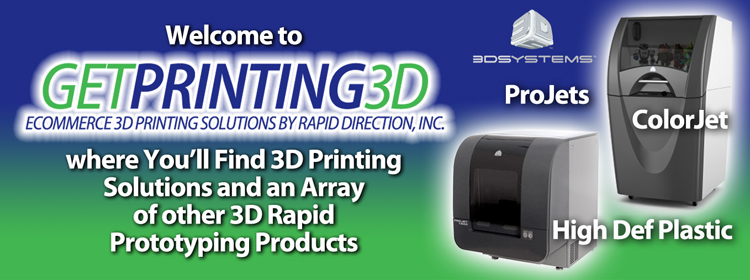 Welcome to
GETPRINTING3D
ECOMMERCE 3D PRINTING SOLUTIONS BY RAPID DIRECTION, INC.
where You'll Find 3D Printing
Solutions and an Array
of other 3D Rapid
Prototyping Products
3DSYSTEMS
ProJets
ColorJet
High Def Plastic